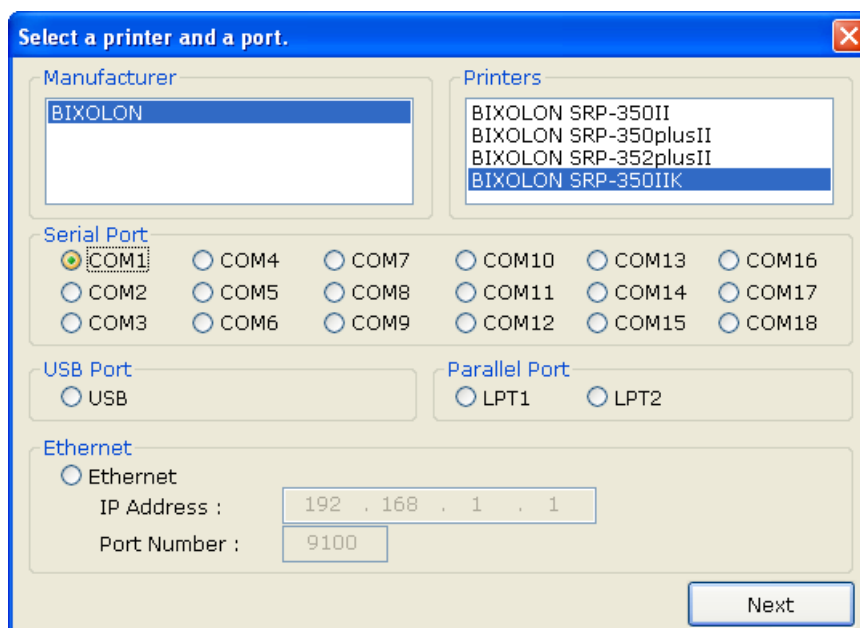 Select a printer and a port.
Manufacturer
BIXOLON
Printers
BIXOLON SRP-350II
BIXOLON SRP-350plusII
BIXOLON SRP-352plusII
BIXOLON SRP-350IIK
Serial Port
COM1 COM4 COM7 COM10 COM13 COM16
COM2 COM5 COM8 COM11 COM14 COM17
COM3 COM6 COM9 COM12 COM15 COM18
USB Port
USB
Parallel Port
LPT1 LPT2
Ethernet
Ethernet
IP Address : 192 . 168 . 1 . 1
Port Number : 9100
Next